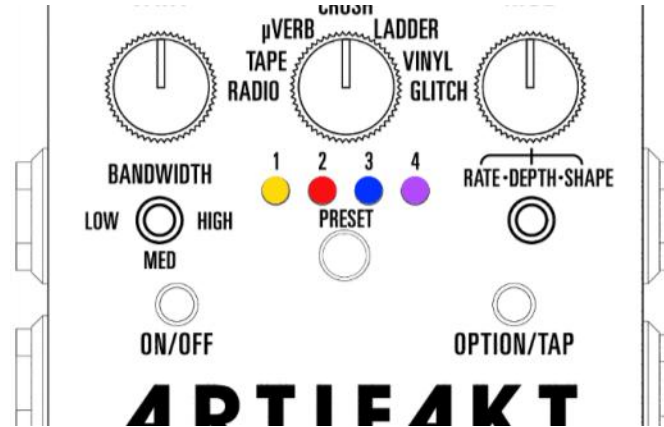 CRUSH
µVERB LADDER
TAPE VINYL
RADIO GLITCH
1 2 3 4
BANDWIDTH
RATE•DEPTH•SHAPE
LOW HIGH
PRESET
MED
ON/OFF
OPTION/TAP
ARTIFAKT